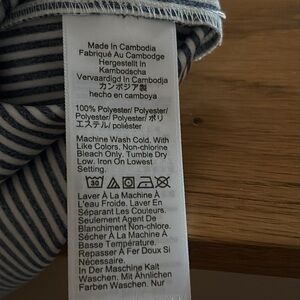 Made In Cambodia
Fabriqué Au Cambodge
Hergestellt In
Kambodscha
Vervaardigd In Cambodja
カンボジア製
hecho en camboya
100% Polyester/ Polyester/
Polyester/ Polyester/ ポリ
エステル/ poliéster
Machine Wash Cold, With
Like Colors, Non-chlorine
Bleach Only. Tumble Dry
Low. Iron On Lowest
Setting.
30
Laver À La Machine À
L'eau Froide. Laver En
Séparant Les Couleurs.
Seulement Agent De
Blanchiment Non-chloro.
Sécher À La Machine À
Basse Température.
Repasser À Fer Doux Si
Nécessaire.
In Der Maschine Kalt
Waschen. Mit Ähnlichen
Farben Waschen. Nur